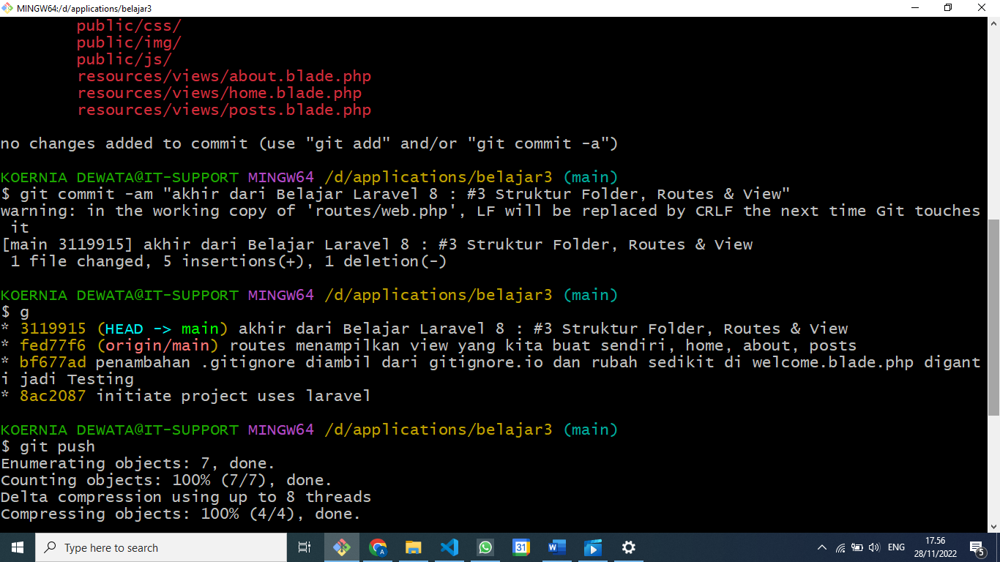 MINGW64:/d/applications/belajar3
public/css/
public/img/
public/js/
resources/views/about.blade.php
resources/views/home.blade.php
resources/views/posts.blade.php
no changes added to commit (use "git add" and/or "git commit -a")
KOERNIA DEWATA@IT-SUPPORT MINGW64 /d/applications/belajar3 (main)
$ git commit -am "akhir dari Belajar Laravel 8 : #3 Struktur Folder, Routes & View"
warning: in the working copy of 'routes/web.php', LF will be replaced by CRLF the next time Git touches
it
[main 3119915] akhir dari Belajar Laravel 8 : #3 Struktur Folder, Routes & View
1 file changed, 5 insertions(+), 1 deletion(-)
KOERNIA DEWATA@IT-SUPPORT MINGW64 /d/applications/belajar3 (main)
$ g
* 3119915 (HEAD -> main) akhir dari Belajar Laravel 8 : #3 Struktur Folder, Routes & View
* fed77f6 (origin/main) routes menampilkan view yang kita buat sendiri, home, about, posts
* bf677ad penambahan .gitignore diambil dari gitignore.io dan rubah sedikit di welcome.blade.php digant
i jadi Testing
* 8ac2087 initiate project uses laravel
KOERNIA DEWATA@IT-SUPPORT MINGW64 /d/applications/belajar3 (main)
$ git push
Enumerating objects: 7, done.
Counting objects: 100% (7/7), done.
Delta compression using up to 8 threads
Compressing objects: 100% (4/4), done.
Type here to search
A
31
W
ENG
17.56
28/11/2022
5